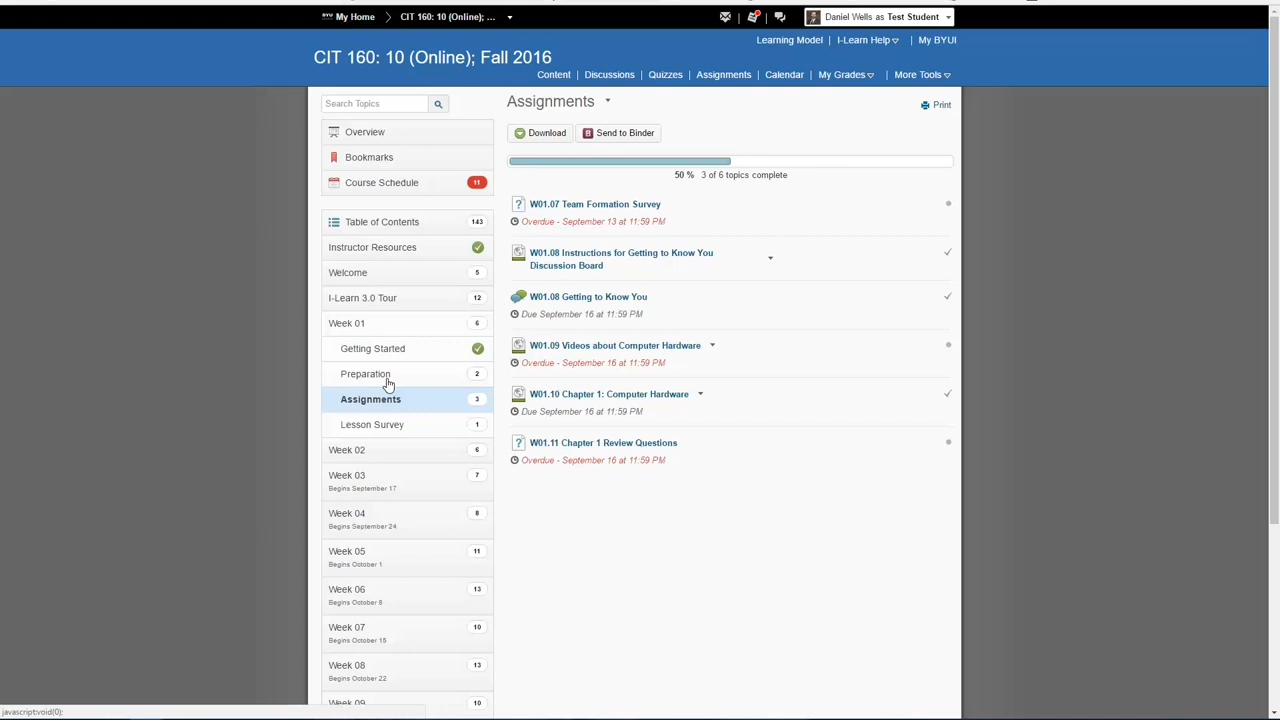 BYU My Home CIT 160: 10 (Online); ... Daniel Wells as Test Student
Learning Model I-Learn Help My BYUI
CIT 160: 10 (Online); Fall 2016
Content Discussions Quizzes Assignments Calendar My Grades More Tools
Search Topics
Overview
Bookmarks
Course Schedule 11
Table of Contents 143
Instructor Resources
Welcome 5
I-Learn 3.0 Tour 12
Week 01 6
Getting Started
Preparation 2
Assignments 3
Lesson Survey 1
Week 02 6
Week 03 7
Begins September 17
Week 04 8
Begins September 24
Week 05 11
Begins October 1
Week 06 13
Begins October 8
Week 07 10
Begins October 15
Week 08 13
Begins October 22
Week 09 10
Assignments
Print
Download Send to Binder
50 % 3 of 6 topics complete
W01.07 Team Formation Survey
Overdue - September 13 at 11:59 PM
W01.08 Instructions for Getting to Know You
Discussion Board
W01.08 Getting to Know You
Due September 16 at 11:59 PM
W01.09 Videos about Computer Hardware
Overdue - September 16 at 11:59 PM
W01.10 Chapter 1: Computer Hardware
Due September 16 at 11:59 PM
W01.11 Chapter 1 Review Questions
Overdue - September 16 at 11:59 PM
javascript:void(0);